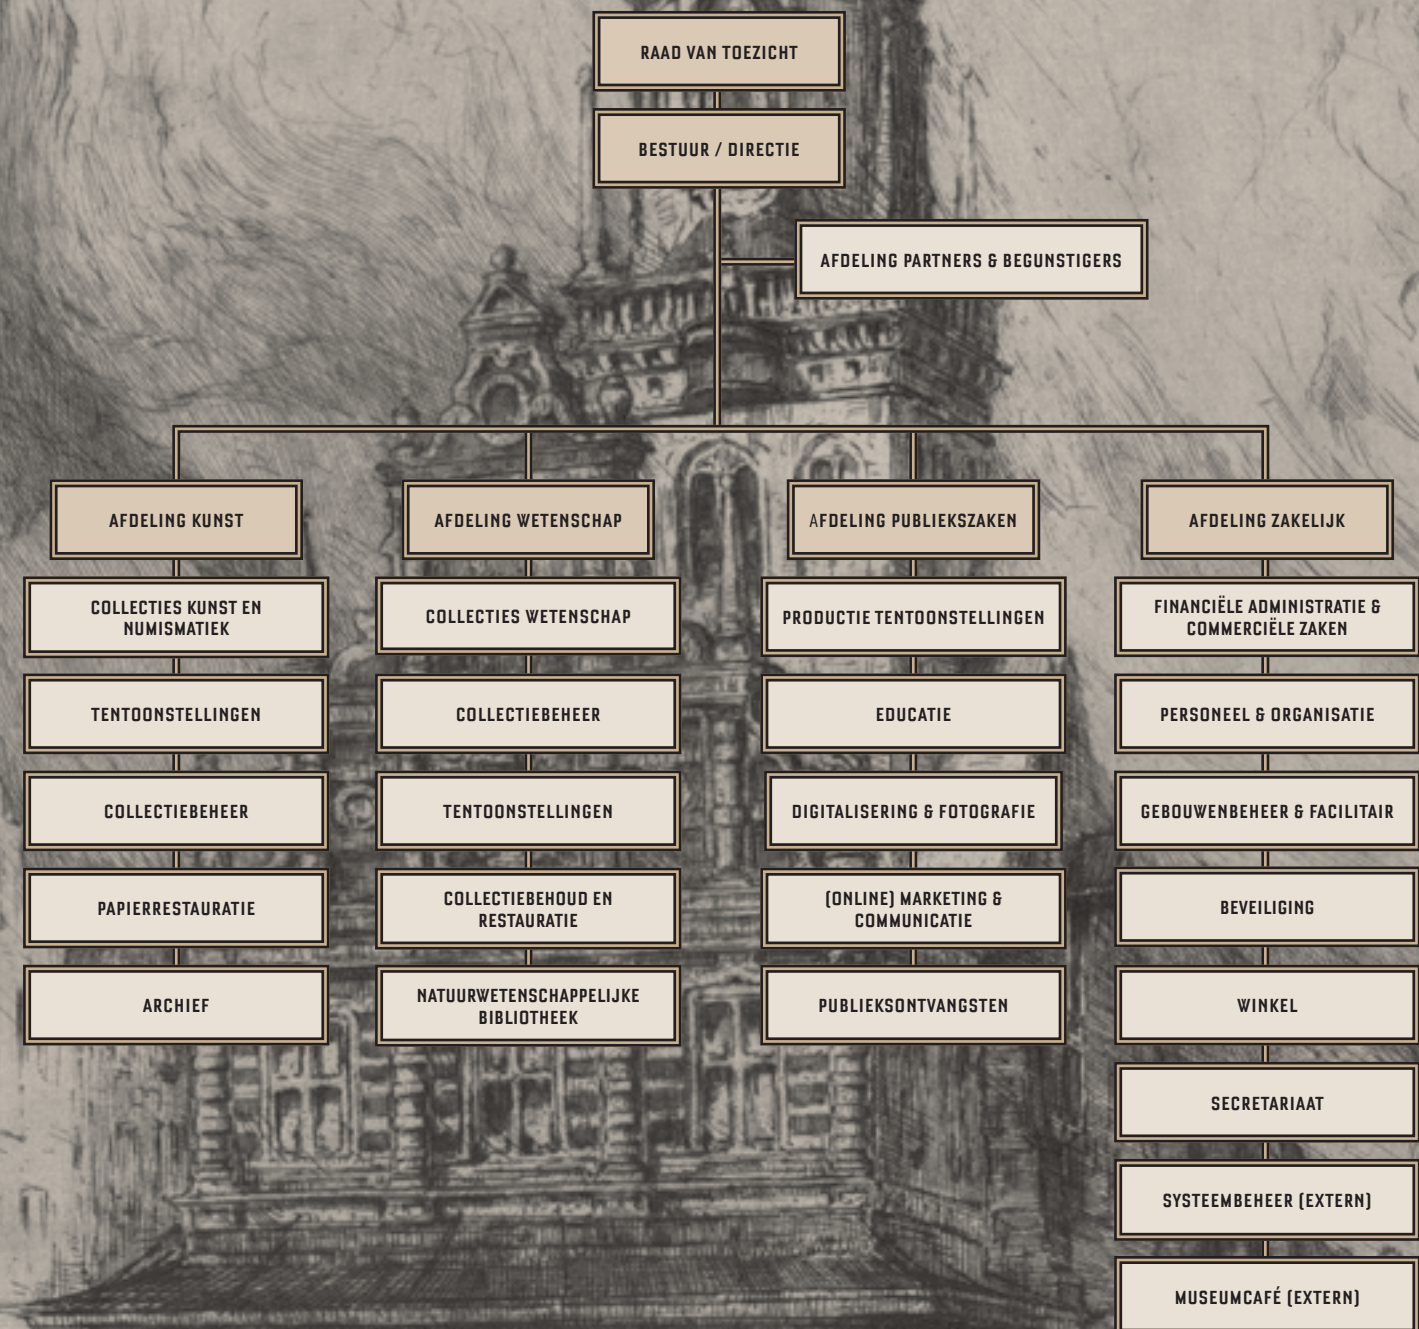 RAAD VAN TOEZICHT
BESTUUR / DIRECTIE
AFDELING PARTNERS & BEGUNSTIGERS
AFDELING KUNST
COLLECTIES KUNST EN
NUMISMATIEK
TENTOONSTELLINGEN
COLLECTIEBEHEER
PAPIERRESTAURATIE
ARCHIEF
AFDELING WETENSCHAP
COLLECTIES WETENSCHAP
COLLECTIEBEHEER
TENTOONSTELLINGEN
COLLECTIEBEHOUD EN
RESTAURATIE
NATUURWETENSCHAPPELIJKE
BIBLIOTHEEK
AFDELING PUBLIEKSZAKEN
PRODUCTIE TENTOONSTELLINGEN
EDUCATIE
DIGITALISERING & FOTOGRAFIE
(ONLINE) MARKETING &
COMMUNICATIE
PUBLIEKSONTVANGSTEN
AFDELING ZAKELIJK
FINANCIËLE ADMINISTRATIE &
COMMERCIËLE ZAKEN
PERSONEEL & ORGANISATIE
GEBOUWENBEHEER & FACILITAIR
BEVEILIGING
WINKEL
SECRETARIAAT
SYSTEEMBEHEER (EXTERN)
MUSEUMCAFÉ (EXTERN)